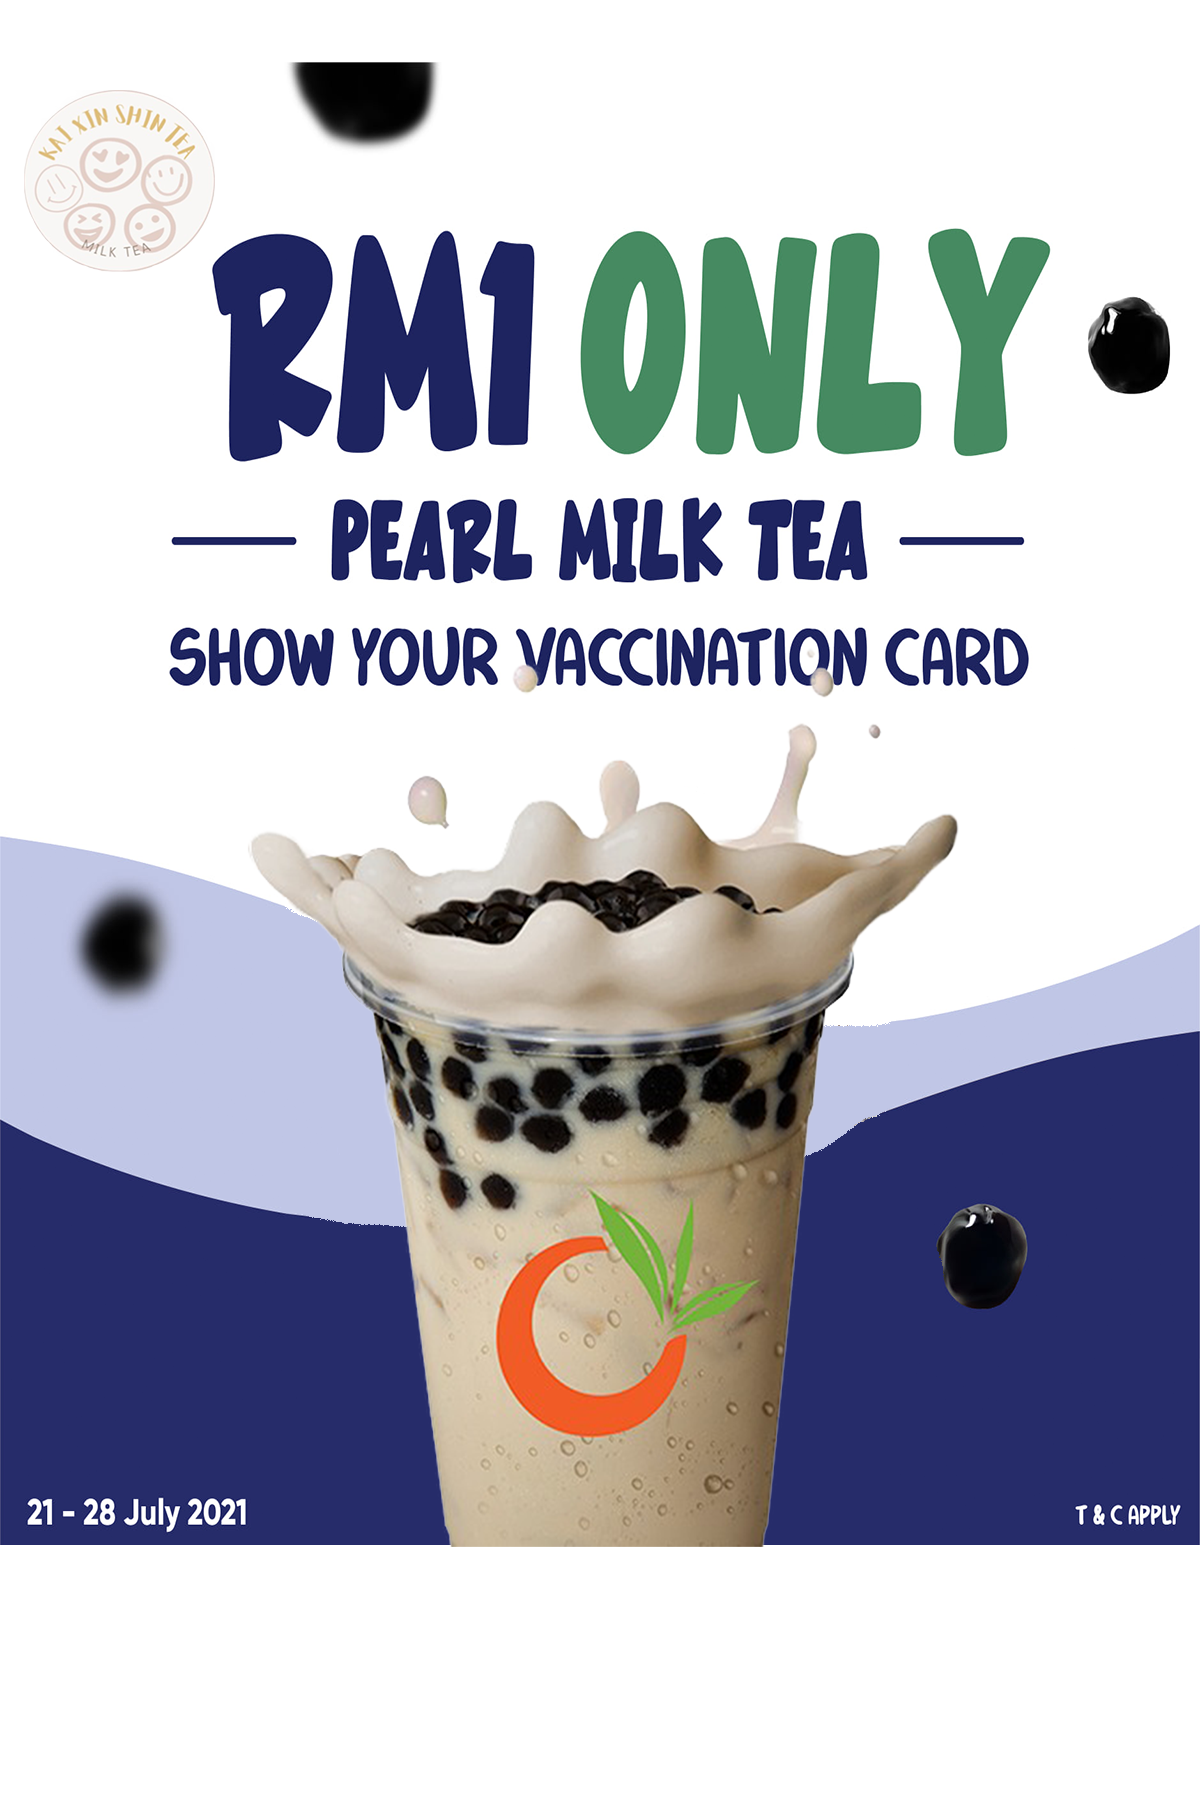 KAI XIN SHIN TEA
MILK TEA
RM1 ONLY
PEARL MILK TEA
SHOW YOUR VACCINATION CARD
21 - 28 July 2021
T & C APPLY